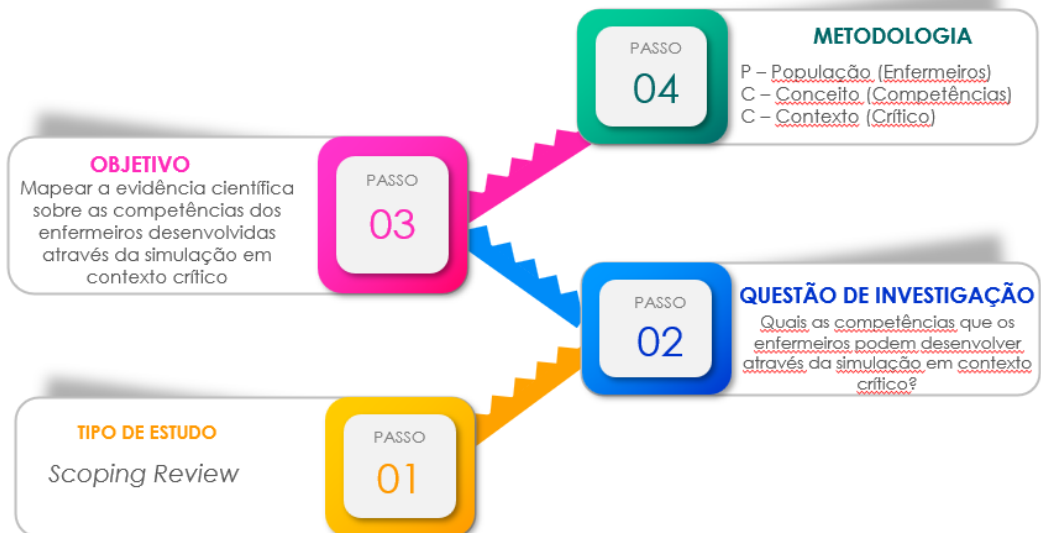 PASSO
04
METODOLOGIA
P – População (Enfermeiros)
C – Conceito (Competências)
C – Contexto (Crítico)
OBJETIVO
Mapear a evidência científica
sobre as competências dos
enfermeiros desenvolvidas
através da simulação em
contexto crítico
PASSO
03
PASSO
02
QUESTÃO DE INVESTIGAÇÃO
Quais as competências que os
enfermeiros podem desenvolver
através da simulação em contexto
crítico?
TIPO DE ESTUDO
Scoping Review
PASSO
01